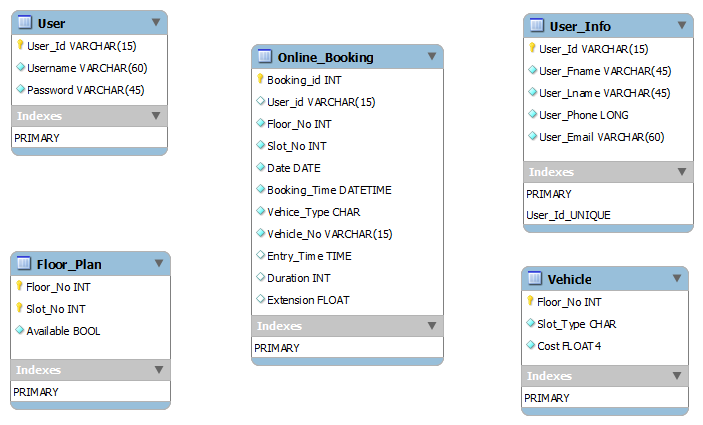 User
User_Id VARCHAR(15)
Username VARCHAR(60)
Password VARCHAR(45)
Indexes
PRIMARY
Online_Booking
Booking_id INT
User_id VARCHAR(15)
Floor_No INT
Slot_No INT
Date DATE
Booking_Time DATETIME
Vehice_Type CHAR
Vehicle_No VARCHAR(15)
Entry_Time TIME
Duration INT
Extension FLOAT
Indexes
PRIMARY
User_Info
User_Id VARCHAR(15)
User_Fname VARCHAR(45)
User_Lname VARCHAR(45)
User_Phone LONG
User_Email VARCHAR(60)
Indexes
PRIMARY
User_Id_UNIQUE
Floor_Plan
Floor_No INT
Slot_No INT
Available BOOL
Indexes
PRIMARY
Vehicle
Floor_No INT
Slot_Type CHAR
Cost FLOAT4
Indexes
PRIMARY